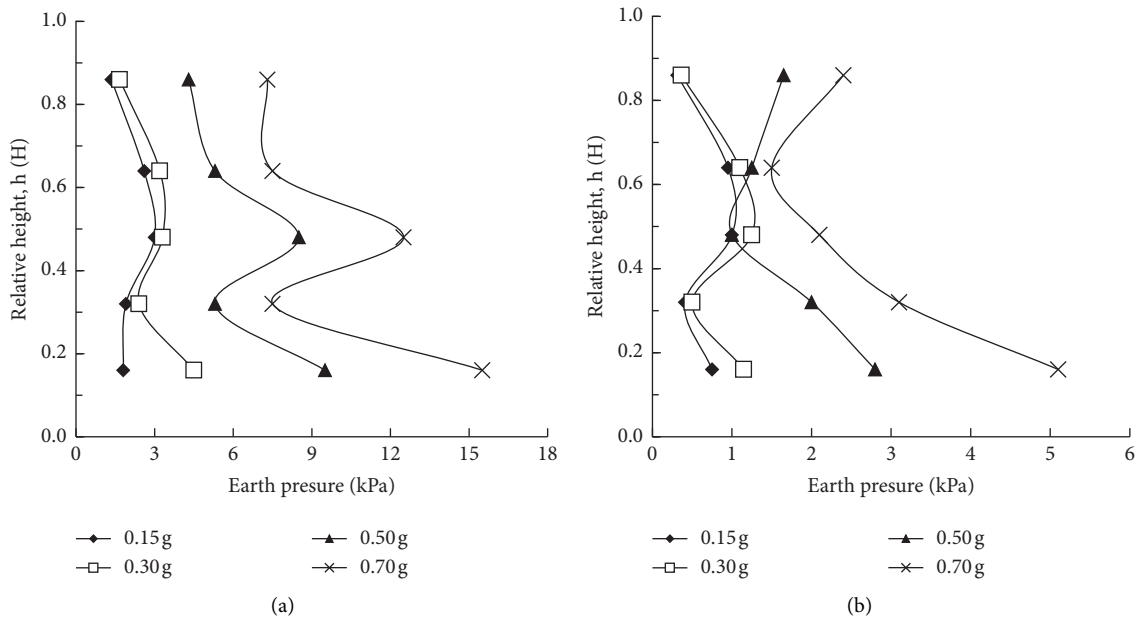 1.0
0.8
0.6
0.4
0.2
0.0
Relative height, h (H)
0 3 6 9 12 15 18
Earth presure (kPa)
0.15 g 0.50 g
0.30 g 0.70 g
(a)
1.0
0.8
0.6
0.4
0.2
0.0
Relative height, h (H)
0 1 2 3 4 5 6
Earth presure (kPa)
0.15 g 0.50 g
0.30 g 0.70 g
(b)